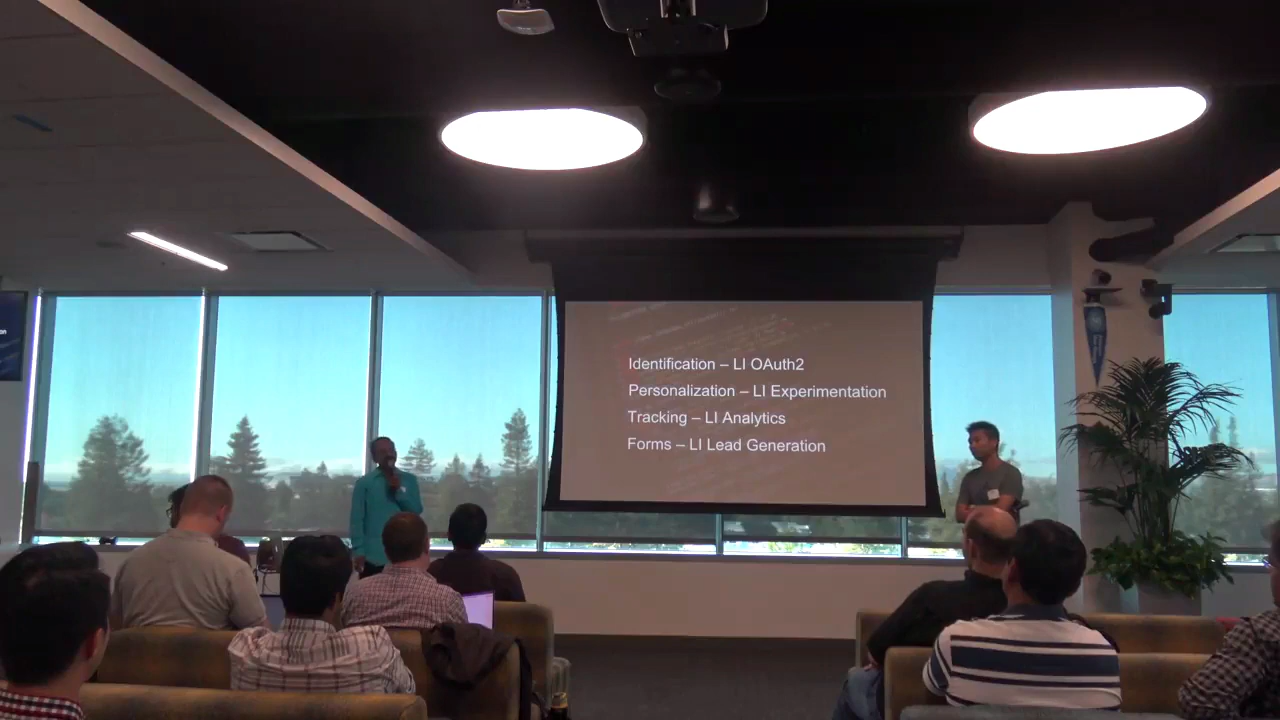 Identification – LI OAuth2
Personalization – LI Experimentation
Tracking – LI Analytics
Forms – LI Lead Generation